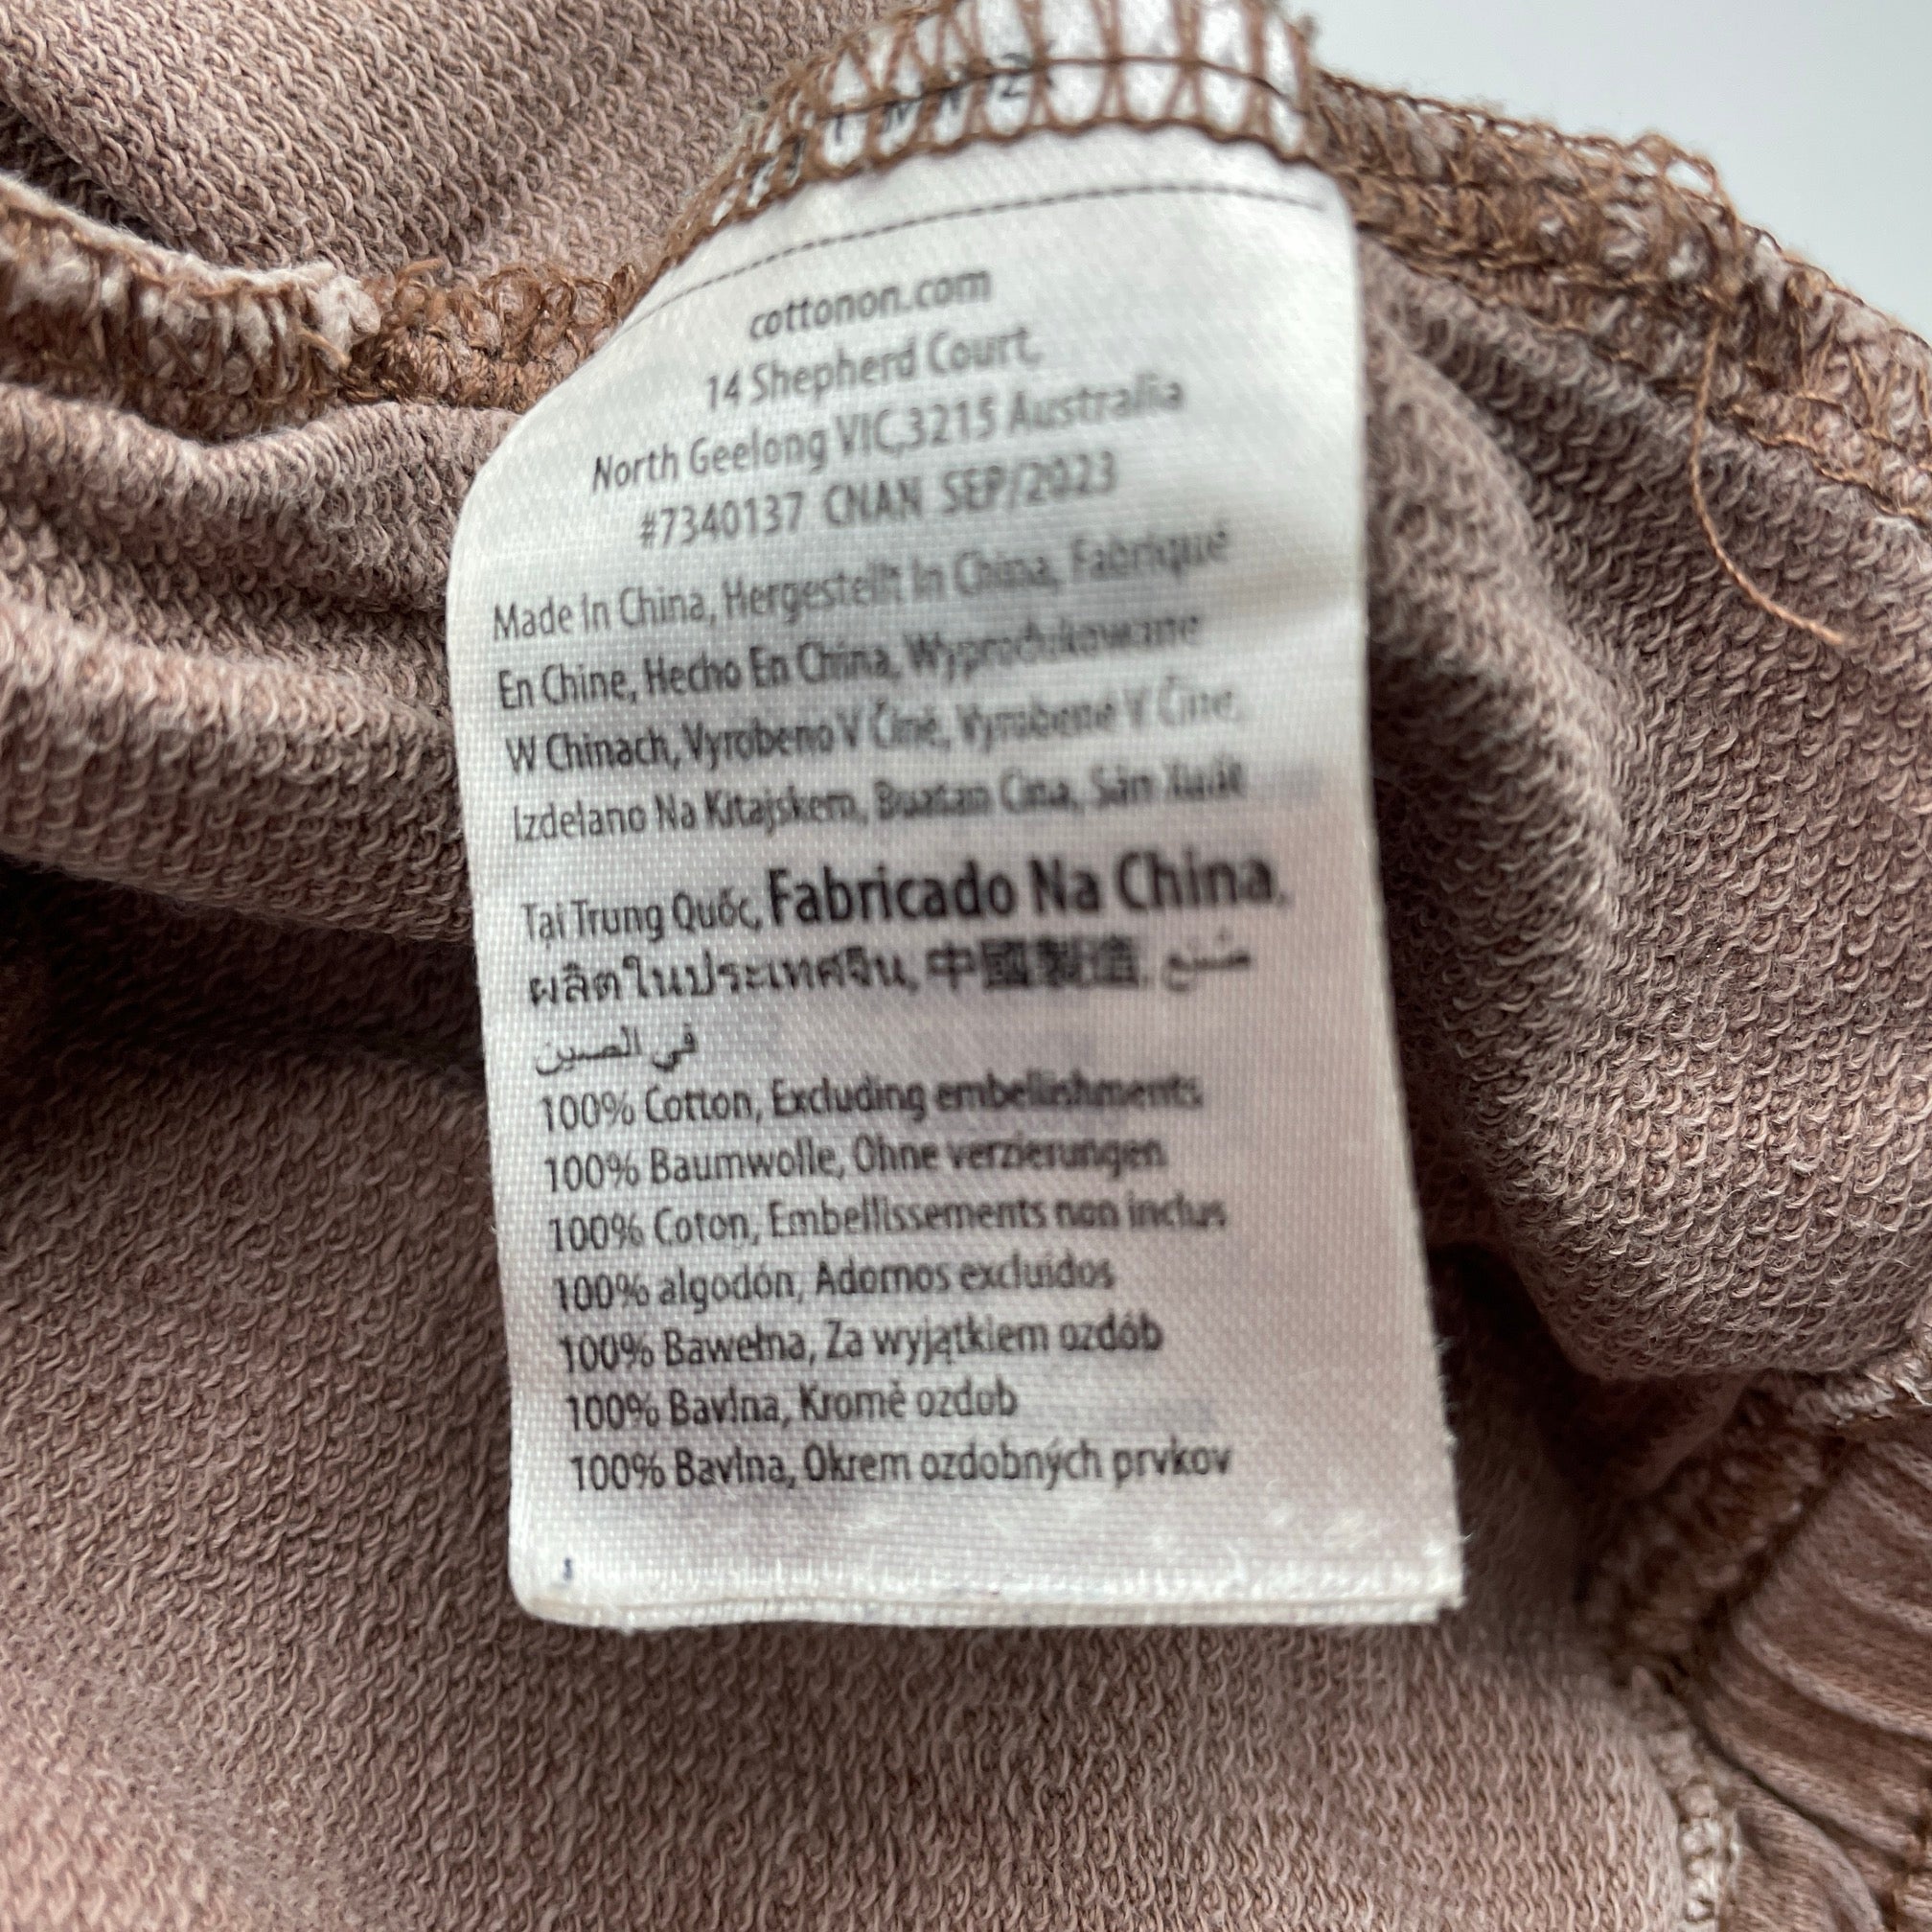 cottonon.com
14 Shepherd Court,
North Geelong VIC,3215 Australia
#7340137 CNAN SEP/2023
Made In China, Hergestellt In China, Fabriqué
En Chine, Hecho En China, Wyprodukowane
W Chinach, Vyrobeno V Číně, Vyrobené V Číne,
Izdelano Na Kitajskem, Buatan Cina, Sản Xuất
Tại Trung Quốc, Fabricado Na China,
ผลิตในประเทศจีน, 中國製造, صنع
في الصين
100% Cotton, Excluding embellishments
100% Baumwolle, Ohne verzierungen
100% Coton, Embellissements non inclus
100% algodón, Adornos excluidos
100% Bawełna, Za wyjątkiem ozdób
100% Bavlna, Kromě ozdob
100% Bavlna, Okrem ozdobných prvkov